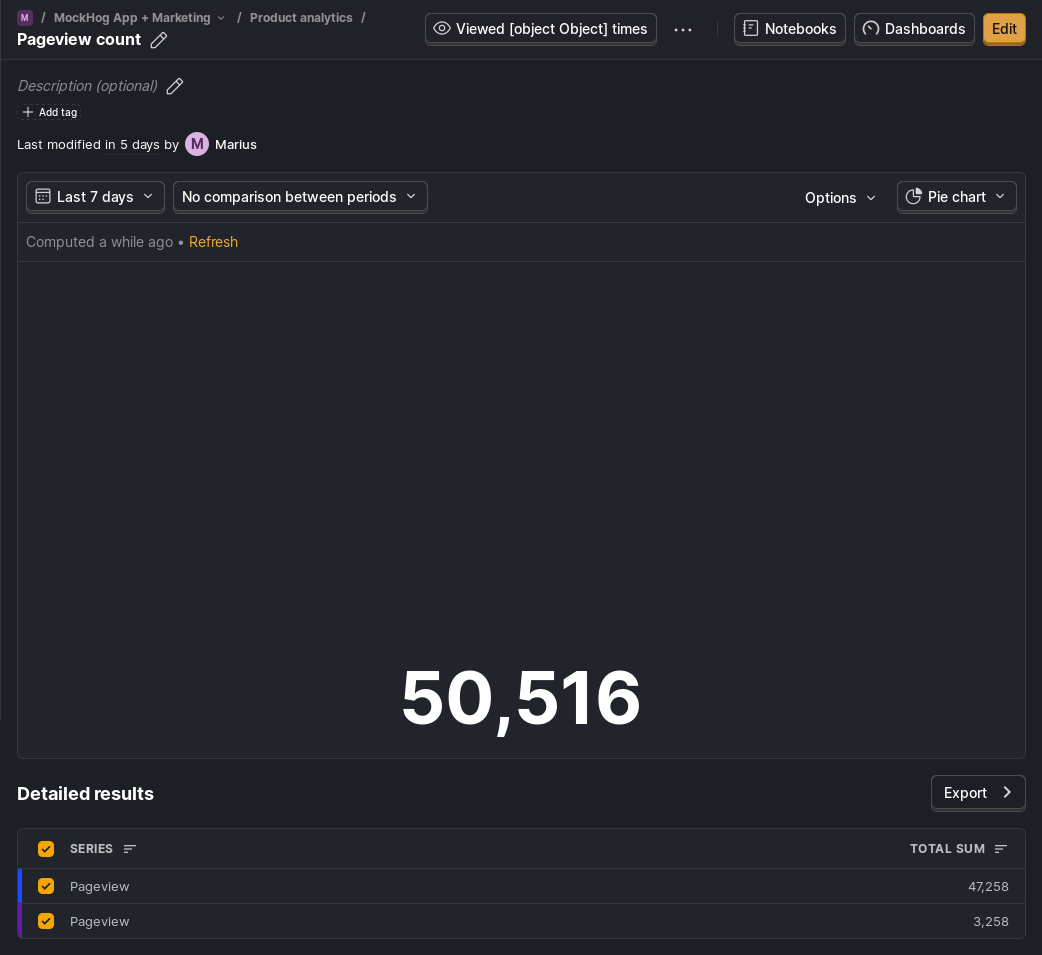 M / MockHog App + Marketing / Product analytics /
Pageview count
Viewed [object Object] times
Notebooks
Dashboards
Edit
Description (optional)
Add tag
Last modified in 5 days by M Marius
Last 7 days
No comparison between periods
Options
Pie chart
Computed a while ago • Refresh
50,516
Detailed results
Export
SERIES TOTAL SUM
Pageview 47,258
Pageview 3,258